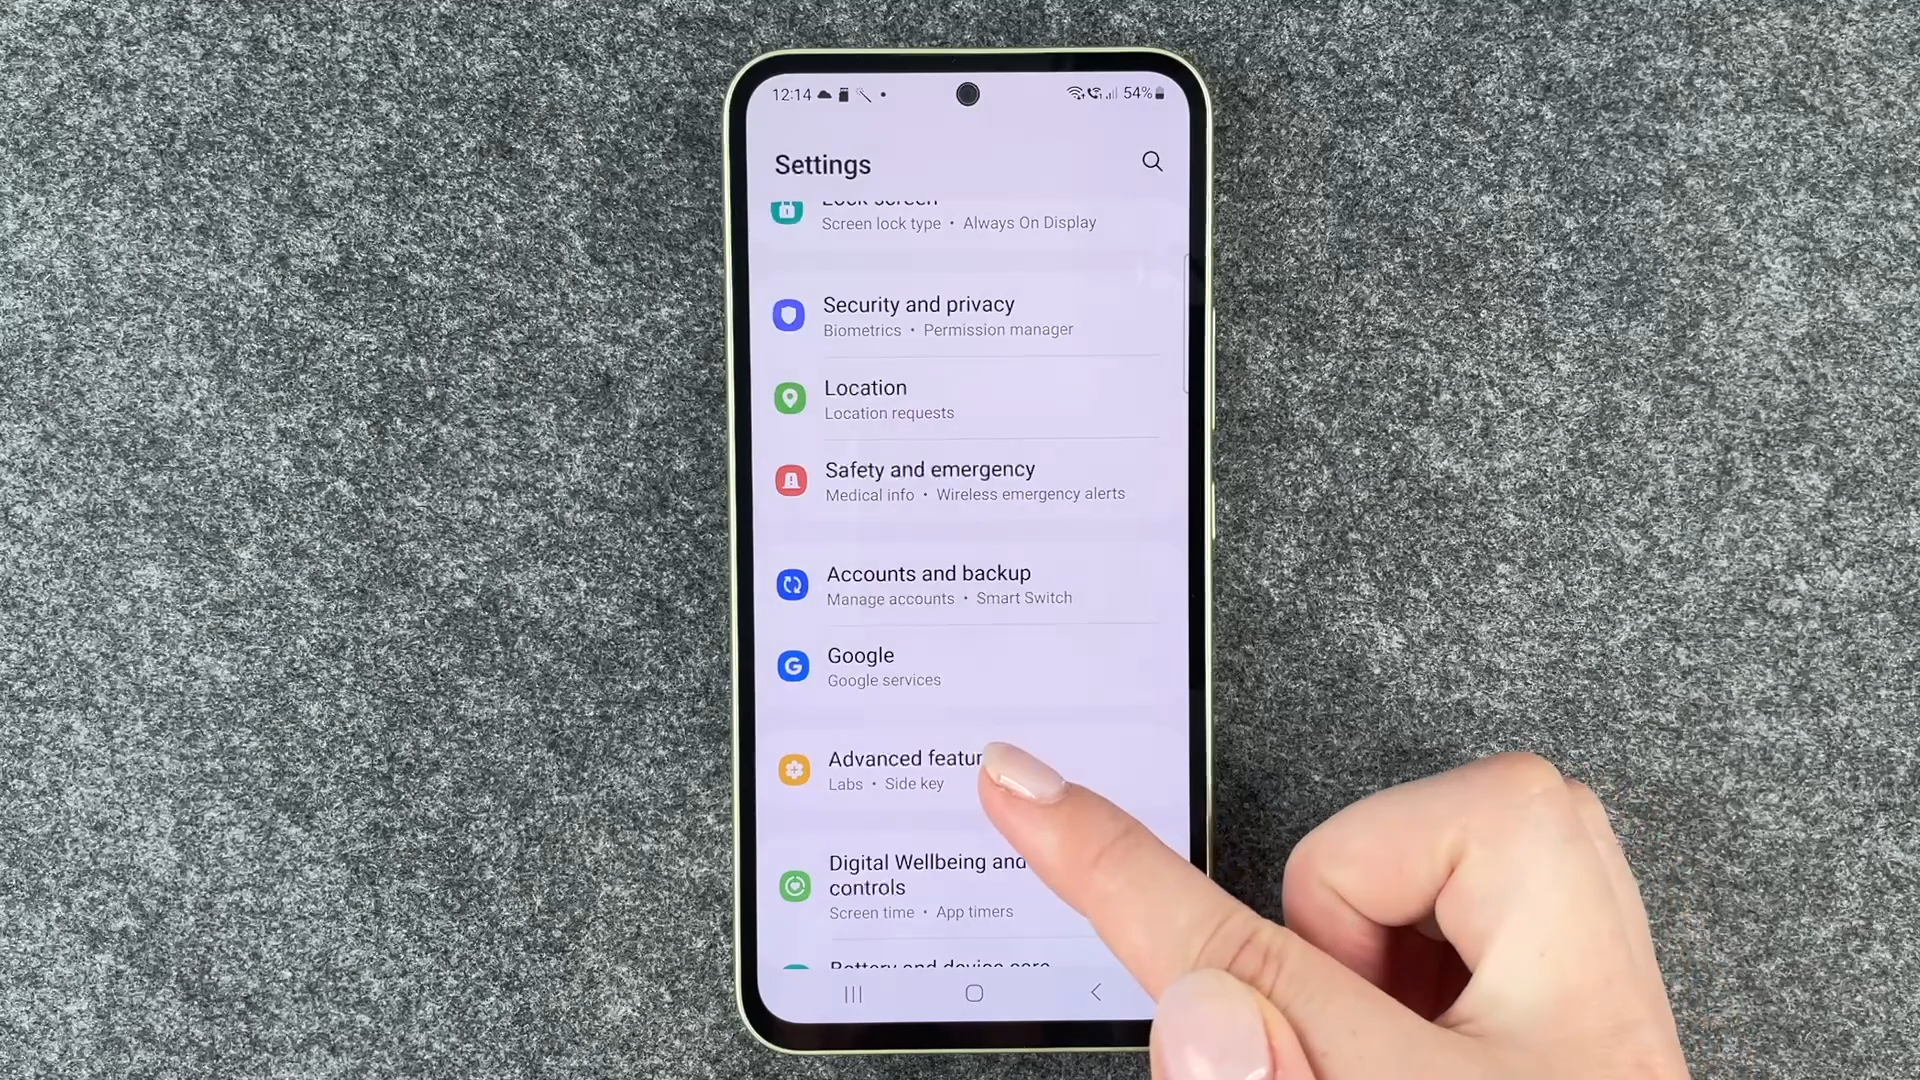 12:14
54%
Settings
Lock screen
Screen lock type • Always On Display
Security and privacy
Biometrics • Permission manager
Location
Location requests
Safety and emergency
Medical info • Wireless emergency alerts
Accounts and backup
Manage accounts • Smart Switch
Google
Google services
Advanced featur
Labs • Side key
Digital Wellbeing and
controls
Screen time • App timers
Battery and device care